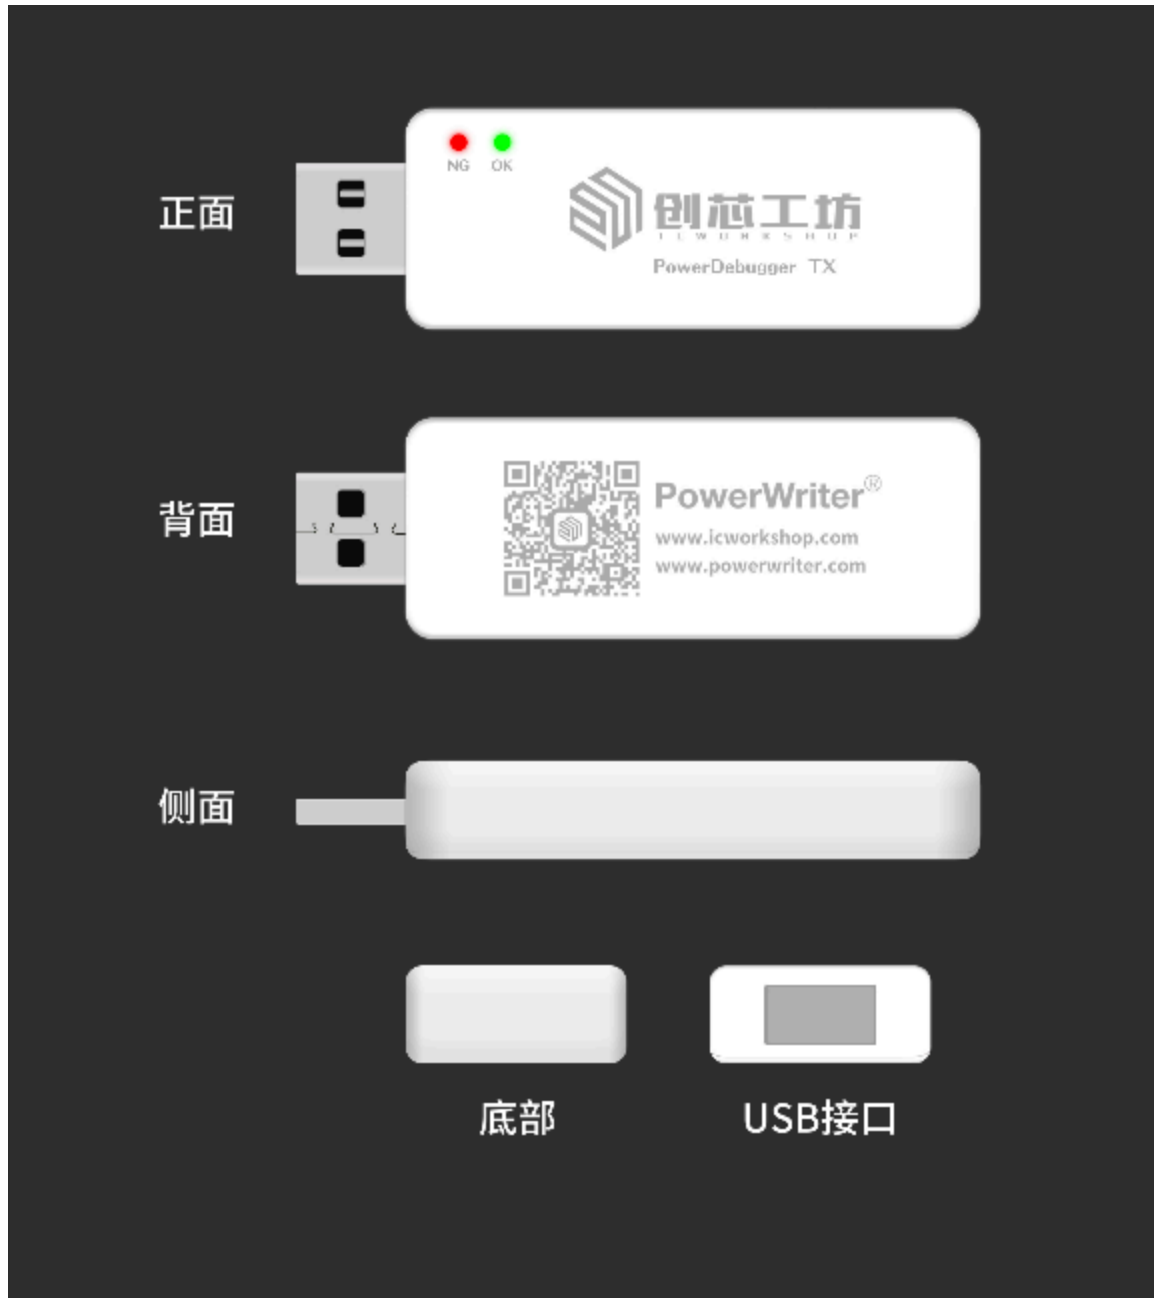 正面
NG OK
创芯工坊
ICWORKSHOP
PowerDebugger TX
背面
PowerWriter®
www.icworkshop.com
www.powerwriter.com
侧面
底部
USB接口